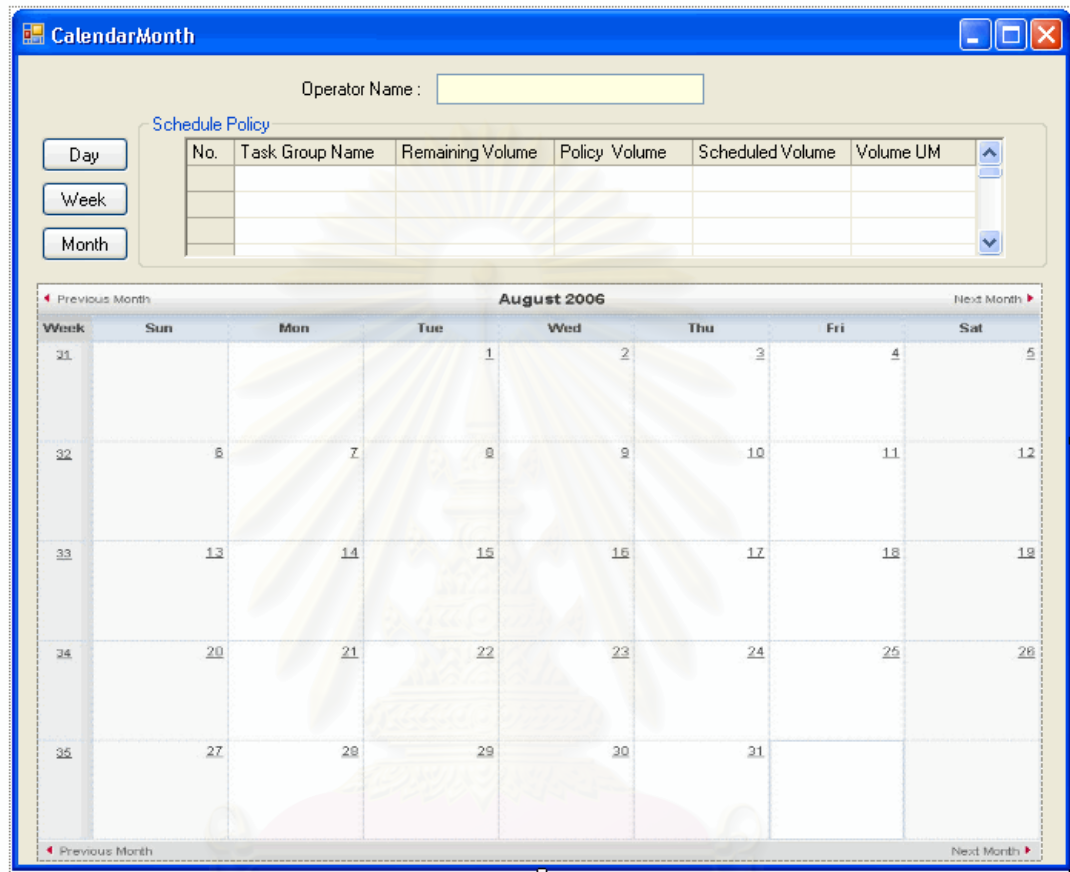 CalendarMonth
Operator Name :
Schedule Policy
Day
Week
Month
No. Task Group Name Remaining Volume Policy Volume Scheduled Volume Volume UM
Previous Month August 2006 Next Month
Week Sun Mon Tue Wed Thu Fri Sat
31 1 2 3 4 5
32 6 7 8 9 10 11 12
33 13 14 15 16 17 18 19
34 20 21 22 23 24 25 26
35 27 28 29 30 31
Previous Month Next Month